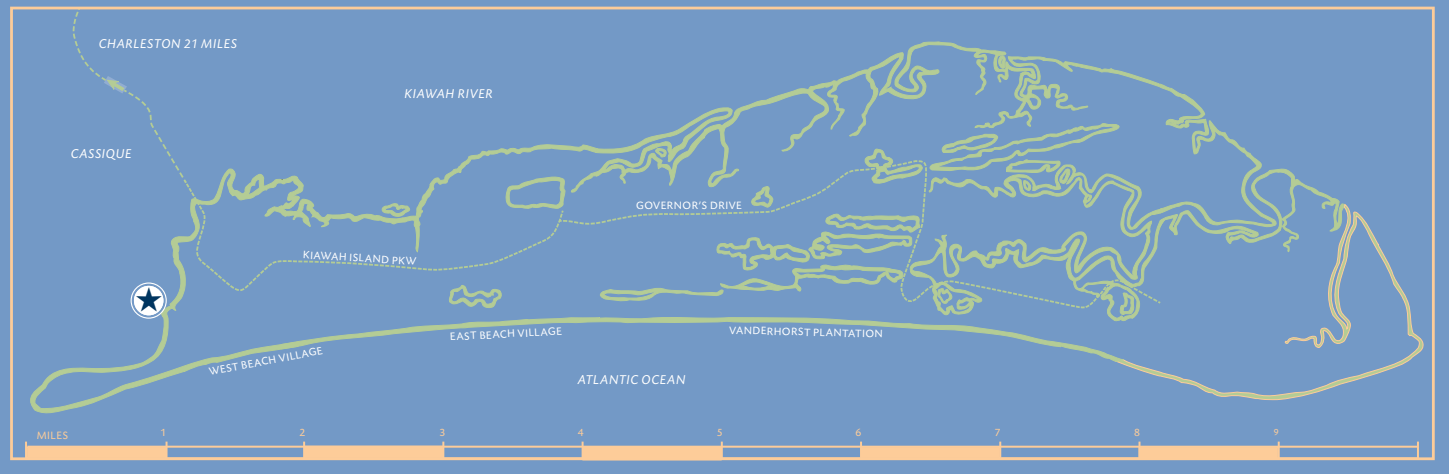 CHARLESTON 21 MILES
KIAWAH RIVER
CASSIQUE
GOVERNOR'S DRIVE
KIAWAH ISLAND PKW
EAST BEACH VILLAGE
VANDERHORST PLANTATION
WEST BEACH VILLAGE
ATLANTIC OCEAN
MILES 1 2 3 4 5 6 7 8 9